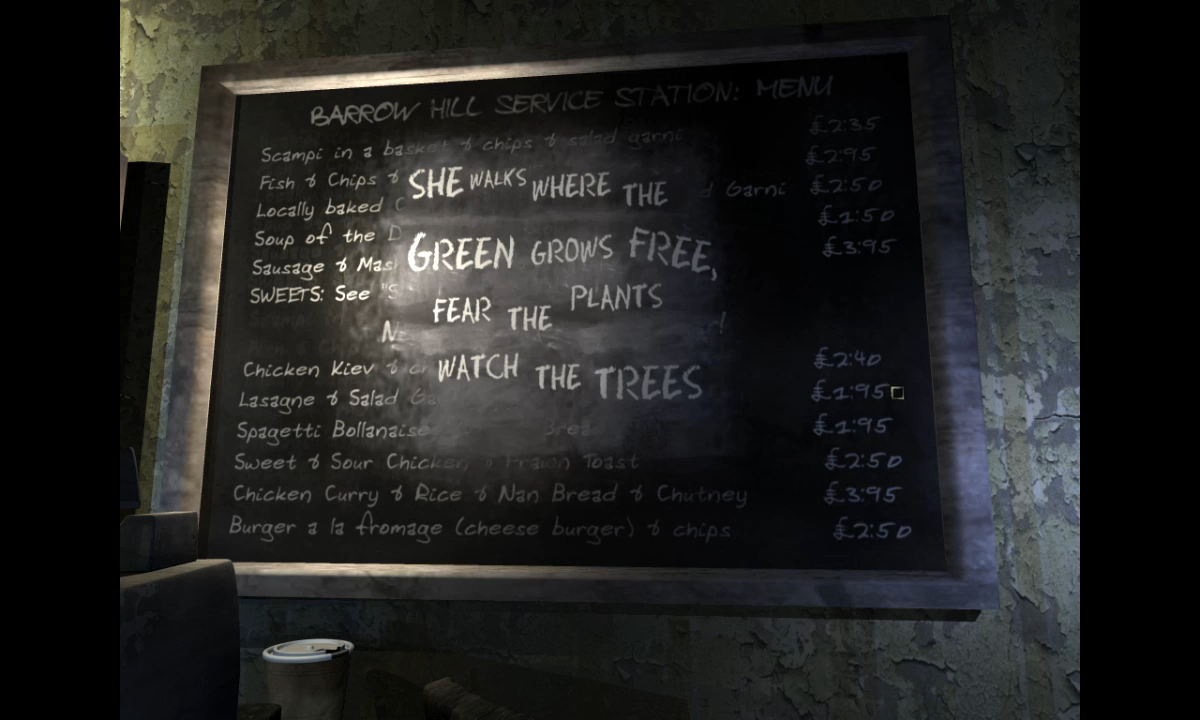 BARROW HILL SERVICE STATION: MENU
Scampi in a basket & chips & salad garni £2:35
Fish & Chips & £2:95
SHE WALKS WHERE THE
Locally baked Garni £2:50
Soup of the £1:50
GREEN GROWS FREE,
Sausage & Mas £3:95
SWEETS: See
FEAR THE PLANTS
WATCH THE TREES
Chicken Kiev & £2:40
Lasagne & Salad £1:95
Spagetti Bollanaise £1:95
Sweet & Sour Chicken, & Prawn Toast £2:50
Chicken Curry & Rice & Nan Bread & Chutney £3:95
Burger a la fromage (cheese burger) & chips £2:50